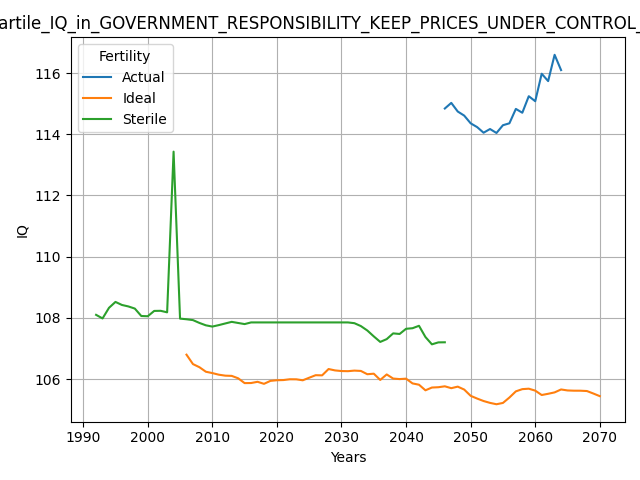 artile_IQ_in_GOVERNMENT_RESPONSIBILITY_KEEP_PRICES_UNDER_CONTROL_
Fertility
Actual
Ideal
Sterile
116
114
112
110
108
106
IQ
1990 2000 2010 2020 2030 2040 2050 2060 2070
Years